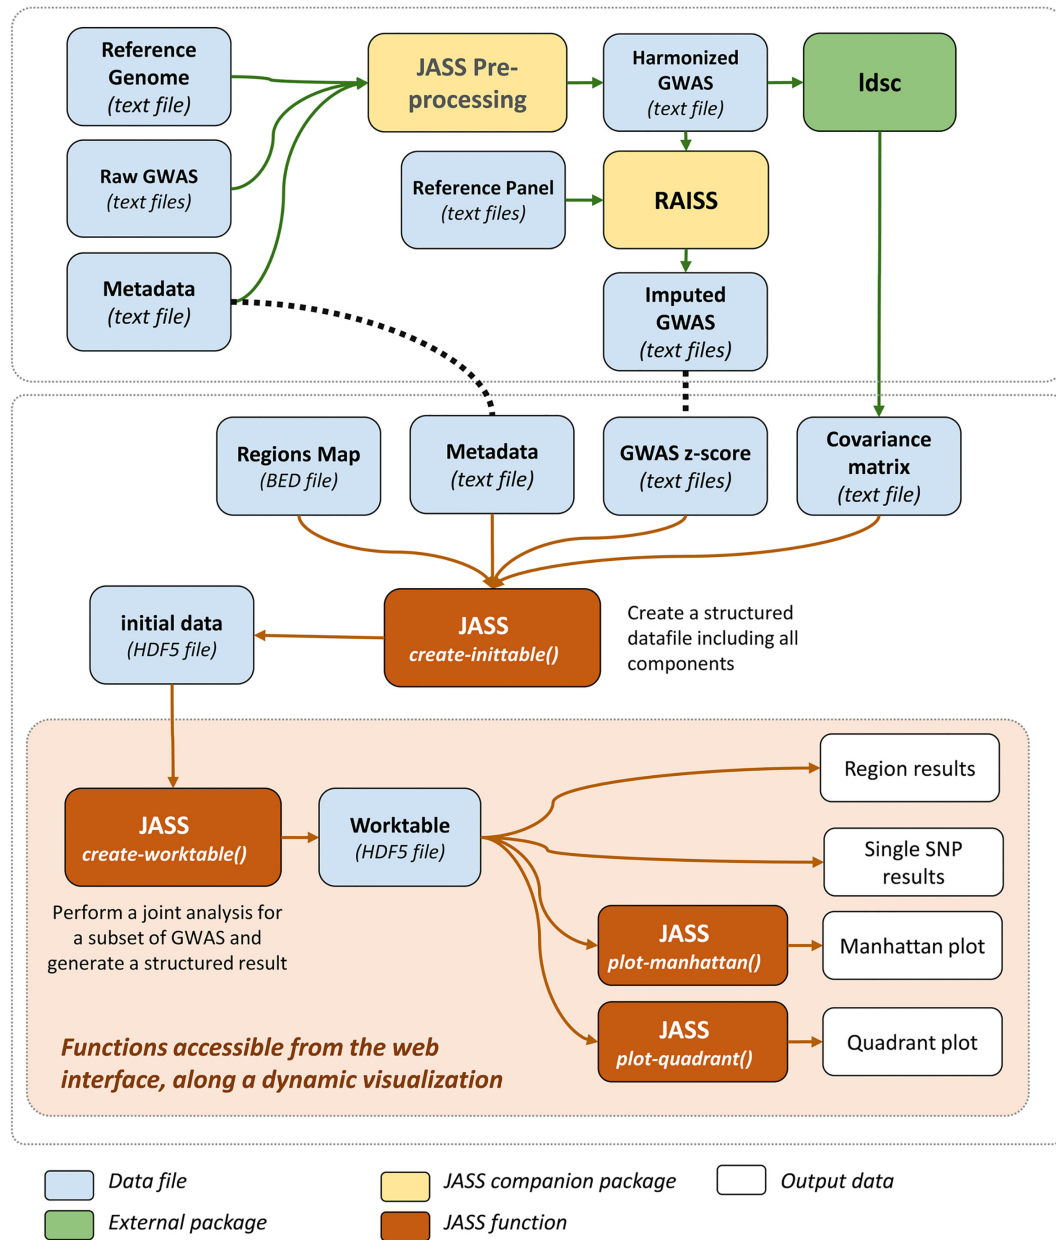 Reference
Genome
(text file)
JASS Pre-
processing
Harmonized
GWAS
(text file)
ldsc
Raw GWAS
(text files)
Reference Panel
(text files)
RAISS
Metadata
(text file)
Imputed
GWAS
(text files)
Regions Map
(BED file)
Metadata
(text file)
GWAS z-score
(text files)
Covariance
matrix
(text file)
initial data
(HDF5 file)
JASS
create-inittable()
Create a structured
datafile including all
components
Region results
JASS
create-worktable()
Worktable
(HDF5 file)
Single SNP
results
Perform a joint analysis for
a subset of GWAS and
generate a structured result
JASS
plot-manhattan()
Manhattan plot
JASS
plot-quadrant()
Quadrant plot
Functions accessible from the web
interface, along a dynamic visualization
Data file
JASS companion package
Output data
External package
JASS function